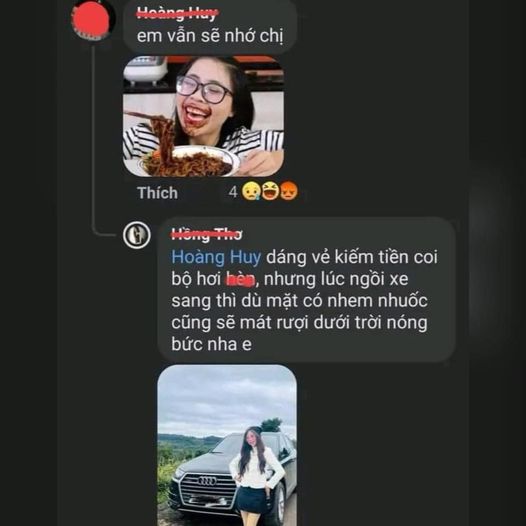 Hoàng Huy
em vẫn sẽ nhớ chị
Thích 4
Hồng Thơ
Hoàng Huy dáng vẻ kiếm tiền coi
bộ hơi hèn, nhưng lúc ngồi xe
sang thì dù mặt có nhem nhuốc
cũng sẽ mát rượi dưới trời nóng
bức nha e